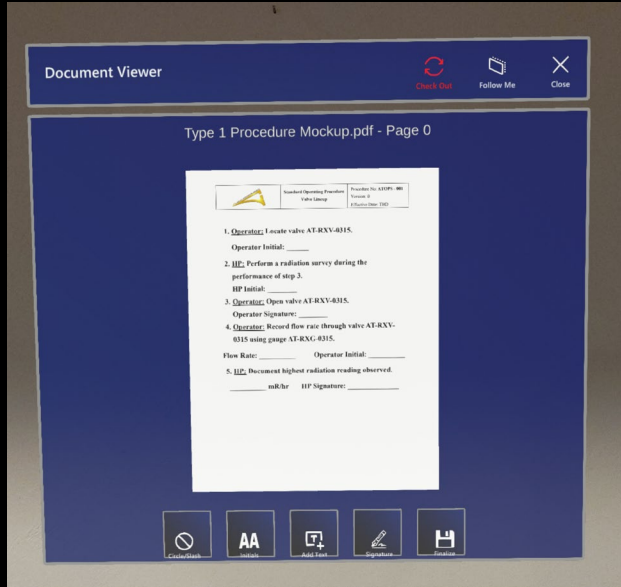 Document Viewer
Check Out
Follow Me
Close
Type 1 Procedure Mockup.pdf - Page 0
Standard Operating Procedure
Valve Lineup
Procedure No: ATOPS - 001
Version: 0
Effective Date: TBD
1. Operator: Locate valve AT-RXV-0315.
Operator Initial: ______
2. HP: Perform a radiation survey during the
performance of step 3.
HP Initial: ________
3. Operator: Open valve AT-RXV-0315.
Operator Signature: ________
4. Operator: Record flow rate through valve AT-RXV-
0315 using gauge AT-RXG-0315.
Flow Rate: __________ Operator Initial: __________
5. HP: Document highest radiation reading observed.
__________ mR/hr HP Signature: ______________
Circle/Slash
AA
Initials
T
Add Text
Signature
Finalize